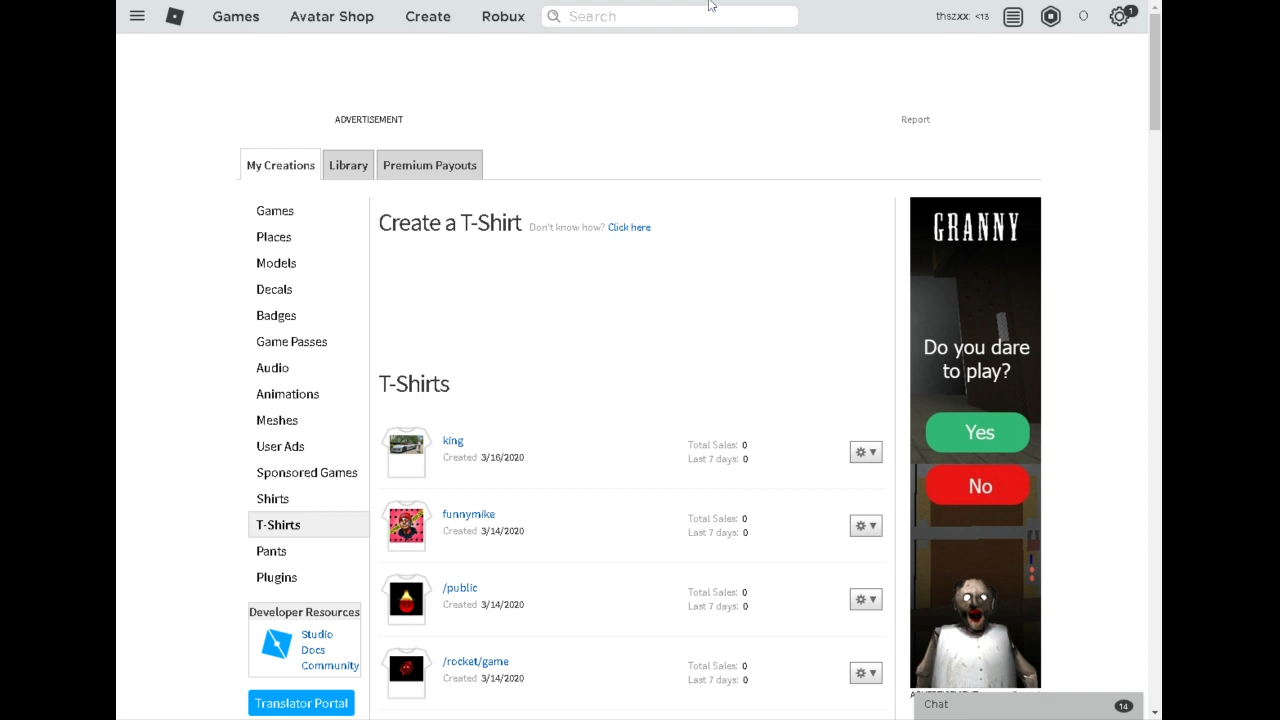 Games Avatar Shop Create Robux Search thszxx: <13 0 1
ADVERTISEMENT Report
My Creations Library Premium Payouts
Games
Places
Models
Decals
Badges
Game Passes
Audio
Animations
Meshes
User Ads
Sponsored Games
Shirts
T-Shirts
Pants
Plugins
Developer Resources
Studio
Docs
Community
Translator Portal
Create a T-Shirt Don't know how? Click here
T-Shirts
king
Created 3/16/2020
Total Sales: 0
Last 7 days: 0
funnymike
Created 3/14/2020
Total Sales: 0
Last 7 days: 0
/public
Created 3/14/2020
Total Sales: 0
Last 7 days: 0
/rocket/game
Created 3/14/2020
Total Sales: 0
Last 7 days: 0
GRANNY
Do you dare
to play?
Yes
No
ADVERTISEMENT
Chat 14